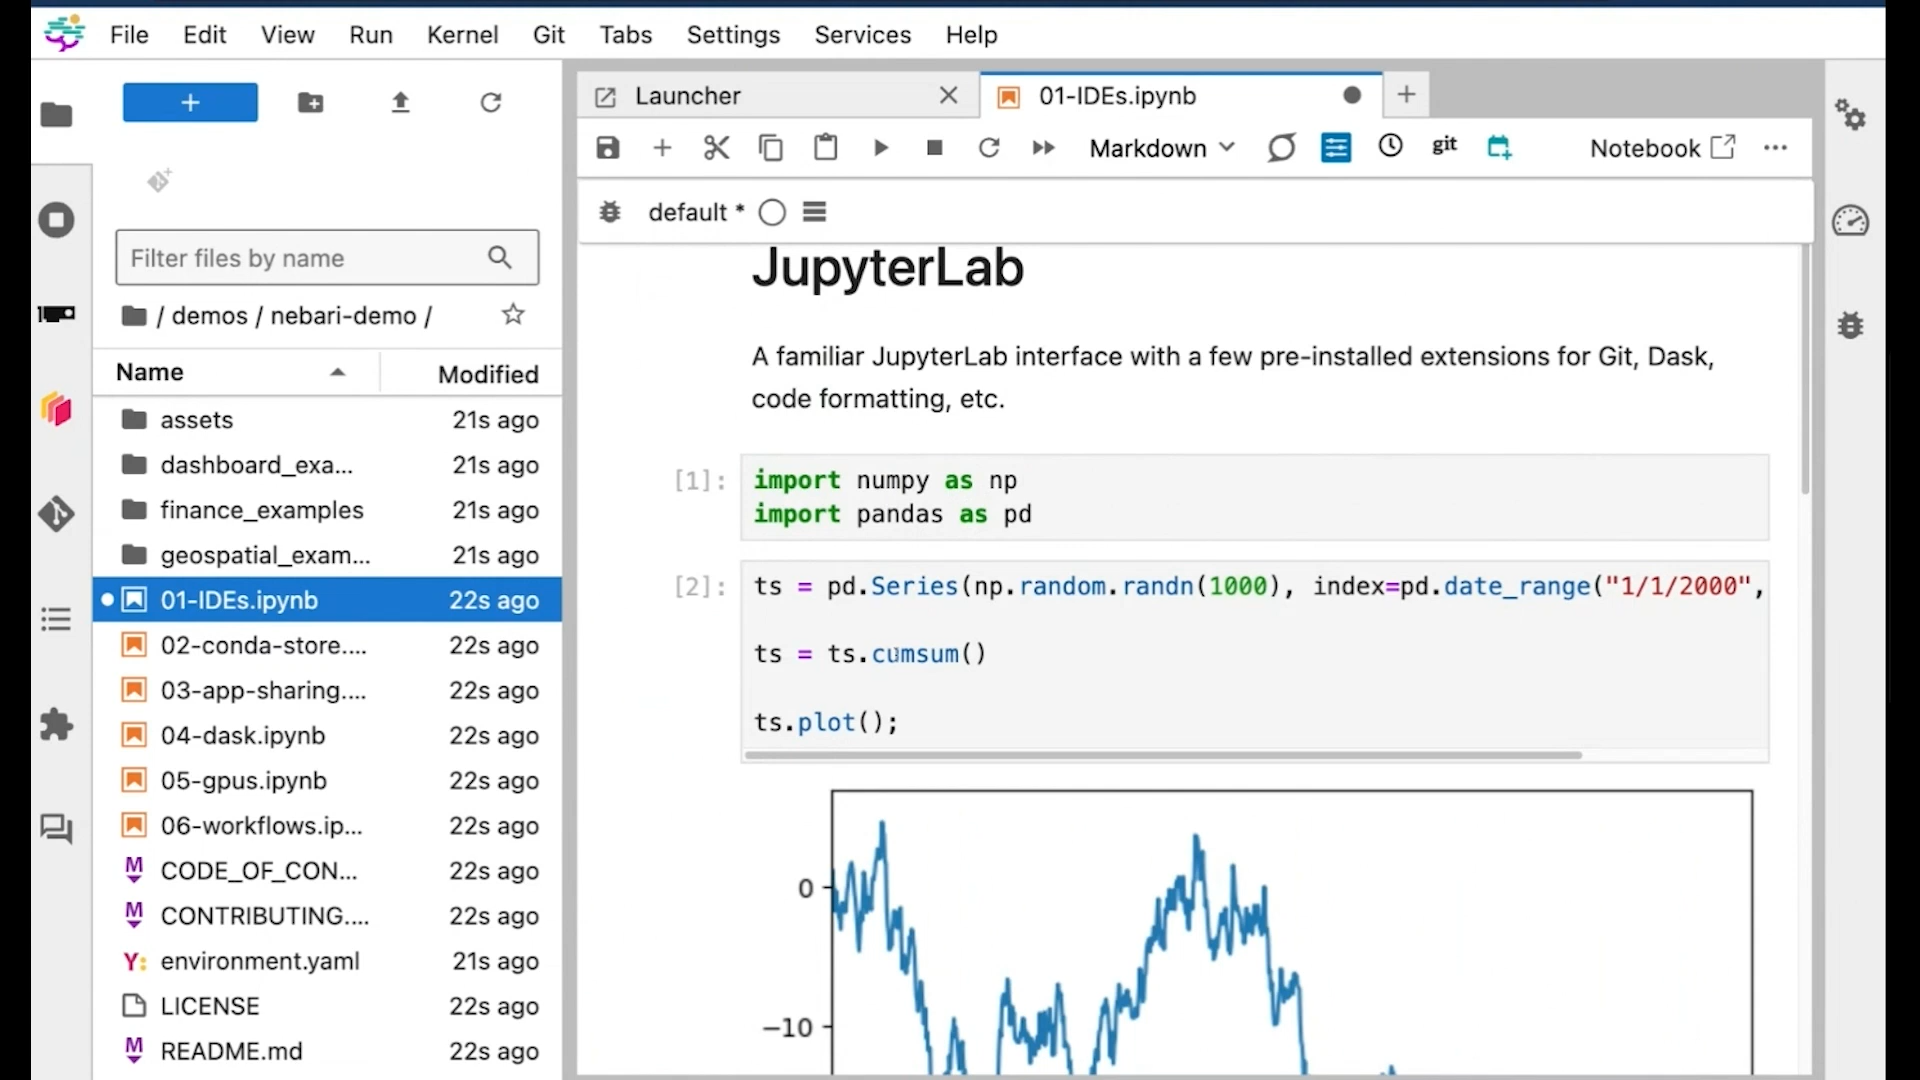 File Edit View Run Kernel Git Tabs Settings Services Help
Filter files by name
/ demos / nebari-demo /
Name Modified
assets 21s ago
dashboard_exa... 21s ago
finance_examples 21s ago
geospatial_exam... 21s ago
01-IDEs.ipynb 22s ago
02-conda-store.... 22s ago
03-app-sharing.... 22s ago
04-dask.ipynb 22s ago
05-gpus.ipynb 22s ago
06-workflows.ip... 22s ago
CODE_OF_CON... 22s ago
CONTRIBUTING.... 22s ago
Y: environment.yaml 21s ago
LICENSE 22s ago
README.md 22s ago
Launcher 01-IDEs.ipynb
Markdown git Notebook
default *
JupyterLab
A familiar JupyterLab interface with a few pre-installed extensions for Git, Dask,
code formatting, etc.
[1]: import numpy as np
import pandas as pd
[2]: ts = pd.Series(np.random.randn(1000), index=pd.date_range("1/1/2000",
ts = ts.cumsum()
ts.plot();
0
−10